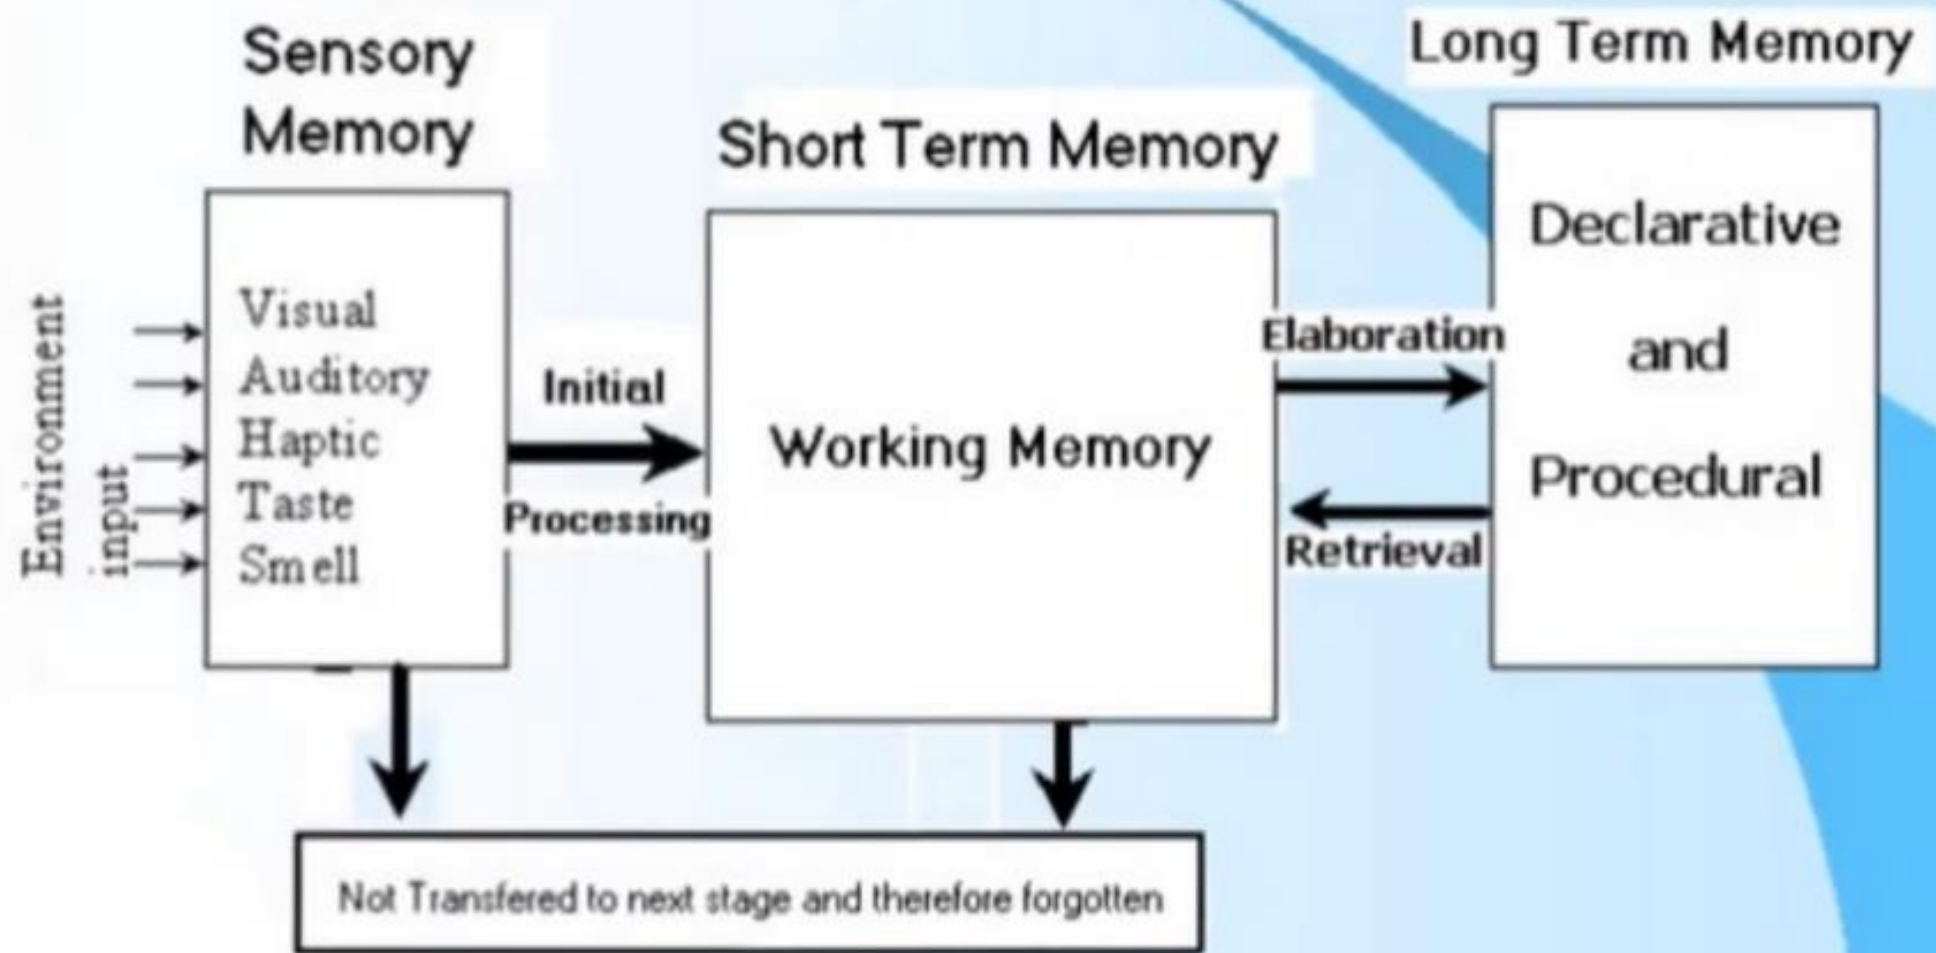 Sensory
Memory
Short Term Memory
Long Term Memory
Environment
input
Visual
Auditory
Haptic
Taste
Smell
Initial
Processing
Working Memory
Elaboration
Retrieval
Declarative
and
Procedural
Not Transfered to next stage and therefore forgotten